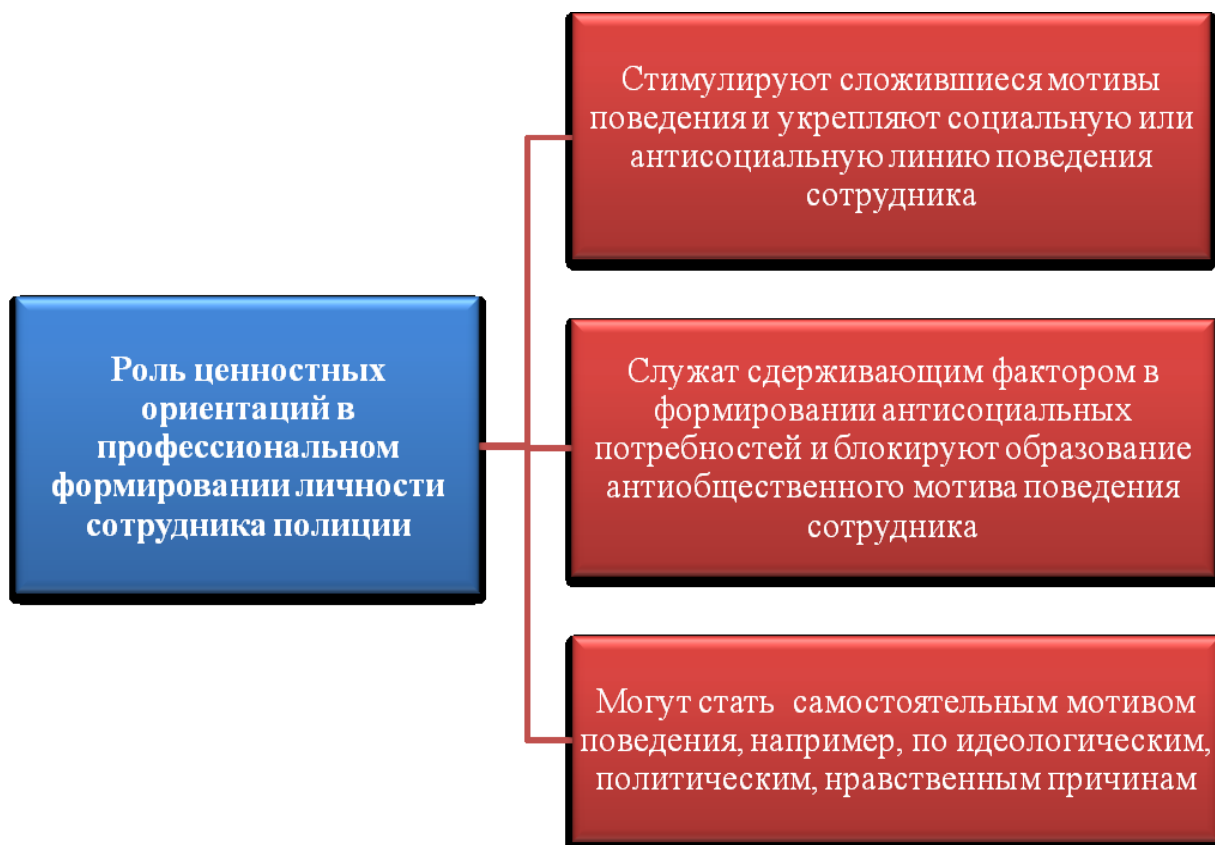 Роль ценностных
ориентаций в
профессиональном
формировании личности
сотрудника полиции
Стимулируют сложившиеся мотивы
поведения и укрепляют социальную или
антисоциальную линию поведения
сотрудника
Служат сдерживающим фактором в
формировании антисоциальных
потребностей и блокируют образование
антиобщественного мотива поведения
сотрудника
Могут стать самостоятельным мотивом
поведения, например, по идеологическим,
политическим, нравственным причинам